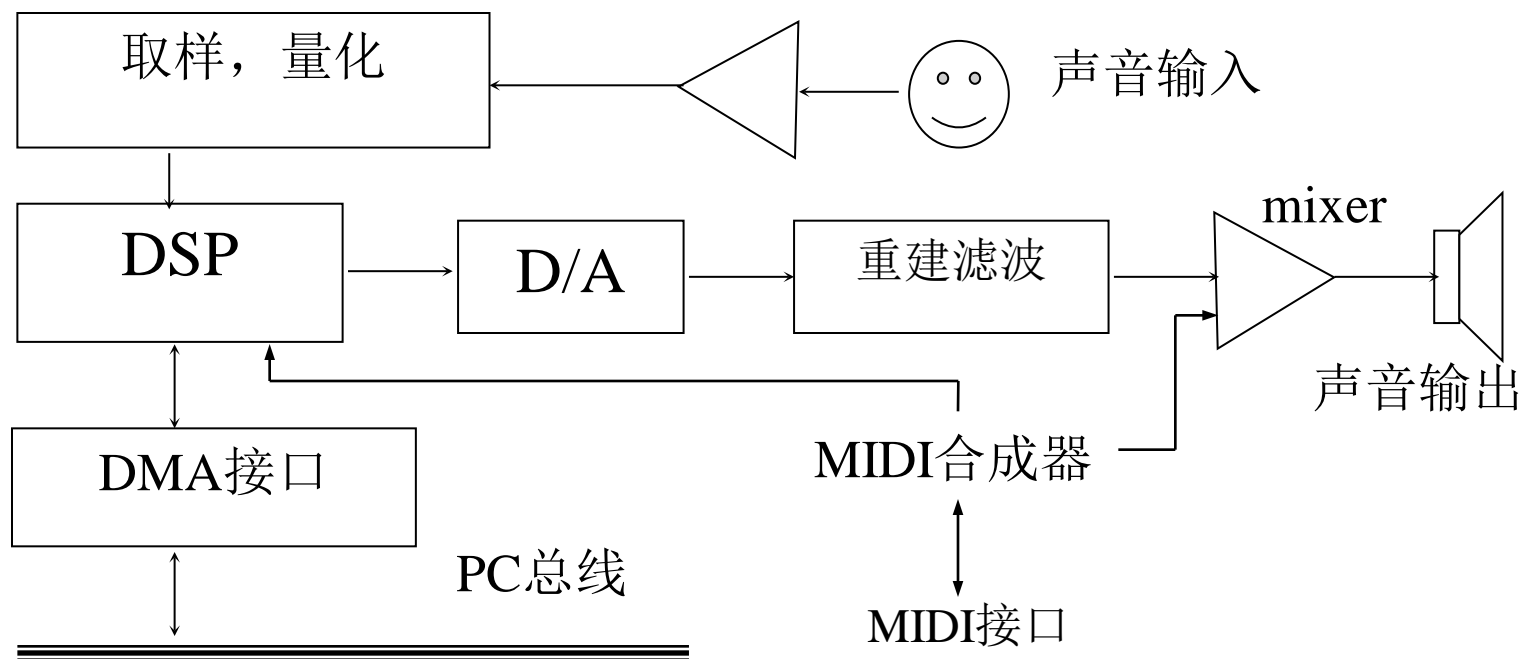 取样，量化
声音输入
DSP
D/A
重建滤波
mixer
声音输出
DMA接口
MIDI合成器
PC总线
MIDI接口